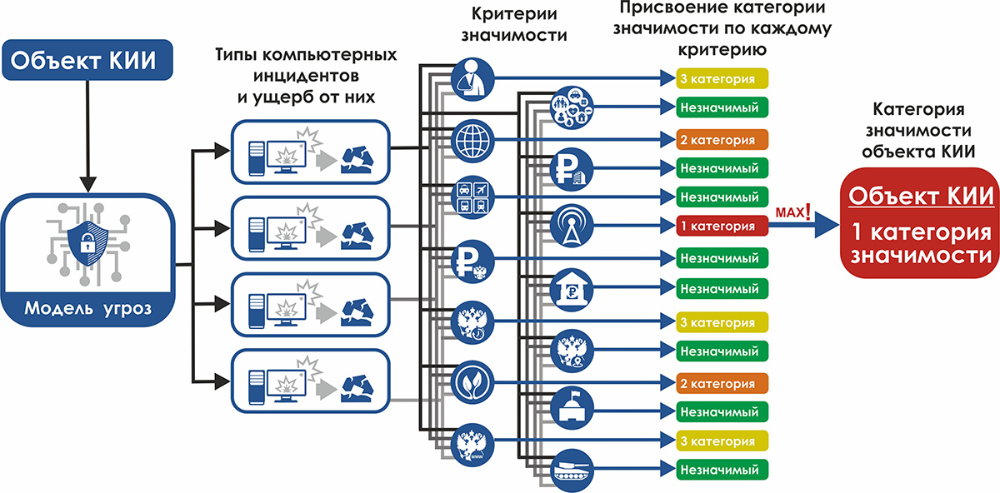 Объект КИИ
Модель угроз
Типы компьютерных
инцидентов
и ущерб от них
Критерии
значимости
Присвоение категории
значимости по каждому
критерию
3 категория
Незначимый
2 категория
Незначимый
Незначимый
1 категория
Незначимый
Незначимый
3 категория
Незначимый
2 категория
Незначимый
3 категория
Незначимый
MAX!
Категория
значимости
объекта КИИ
Объект КИИ
1 категория
значимости
www